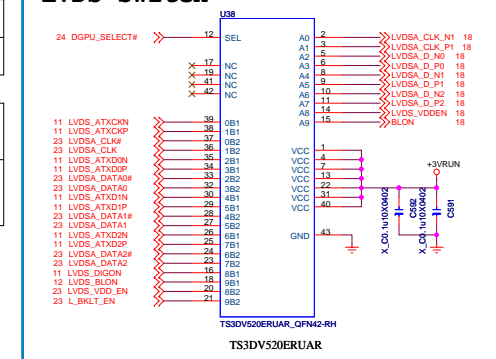 LVDS Switch
U38
24 DGPU_SELECT# 12 SEL
A0 2 LVDSA_CLK_N1 18
A1 3 LVDSA_CLK_P1 18
A2 5 LVDSA_D_N0 18
17 NC A3 6 LVDSA_D_P0 18
19 NC A4 8 LVDSA_D_N1 18
41 NC A5 9 LVDSA_D_P1 18
42 NC A6 10 LVDSA_D_N2 18
A7 11 LVDSA_D_P2 18
A8 14 LVDS_VDDEN 18
A9 15 BLON 18
11 LVDS_ATXCKN 39 0B1
11 LVDS_ATXCKP 38 1B1
23 LVDSA_CLK# 37 0B2
23 LVDSA_CLK 36 1B2 VCC 1
11 LVDS_ATXD0N 35 2B1 VCC 4
11 LVDS_ATXD0P 34 3B1 VCC 7 +3VRUN
23 LVDSA_DATA0# 33 2B2 VCC 13
23 LVDSA_DATA0 32 3B2 VCC 22
11 LVDS_ATXD1N 30 4B1 VCC 31
11 LVDS_ATXD1P 29 5B1 VCC 40
23 LVDSA_DATA1# 28 4B2
23 LVDSA_DATA1 27 5B2
11 LVDS_ATXD2N 26 6B1 GND 43
11 LVDS_ATXD2P 25 7B1
23 LVDSA_DATA2# 24 6B2
23 LVDSA_DATA2 23 7B2
11 LVDS_DIGON 16 8B1
12 LVDS_BLON 18 9B1
23 LVDS_VDD_EN 20 8B2
23 L_BKLT_EN 21 9B2
X_C0.1u10X0402
C592
X_C0.1u10X0402
C591
TS3DV520ERUAR_QFN42-RH
TS3DV520ERUAR